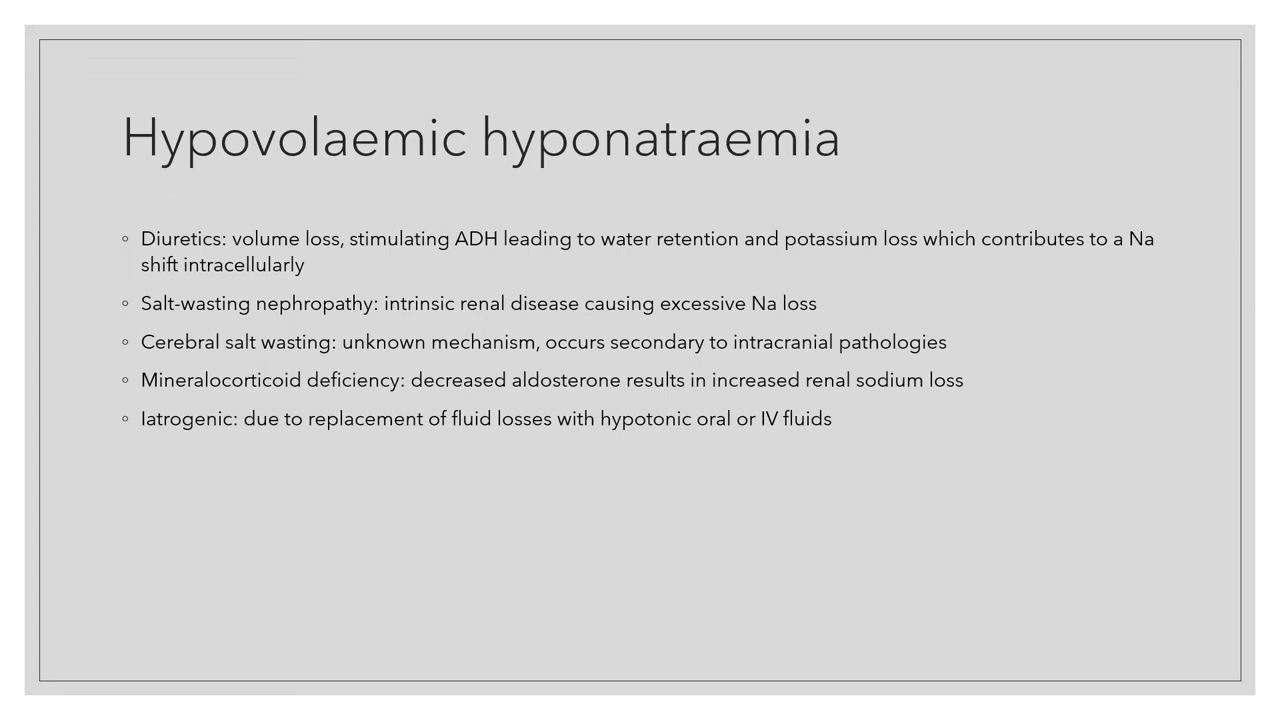 Hypovolaemic hyponatraemia
◦ Diuretics: volume loss, stimulating ADH leading to water retention and potassium loss which contributes to a Na
shift intracellularly
◦ Salt-wasting nephropathy: intrinsic renal disease causing excessive Na loss
◦ Cerebral salt wasting: unknown mechanism, occurs secondary to intracranial pathologies
◦ Mineralocorticoid deficiency: decreased aldosterone results in increased renal sodium loss
◦ Iatrogenic: due to replacement of fluid losses with hypotonic oral or IV fluids